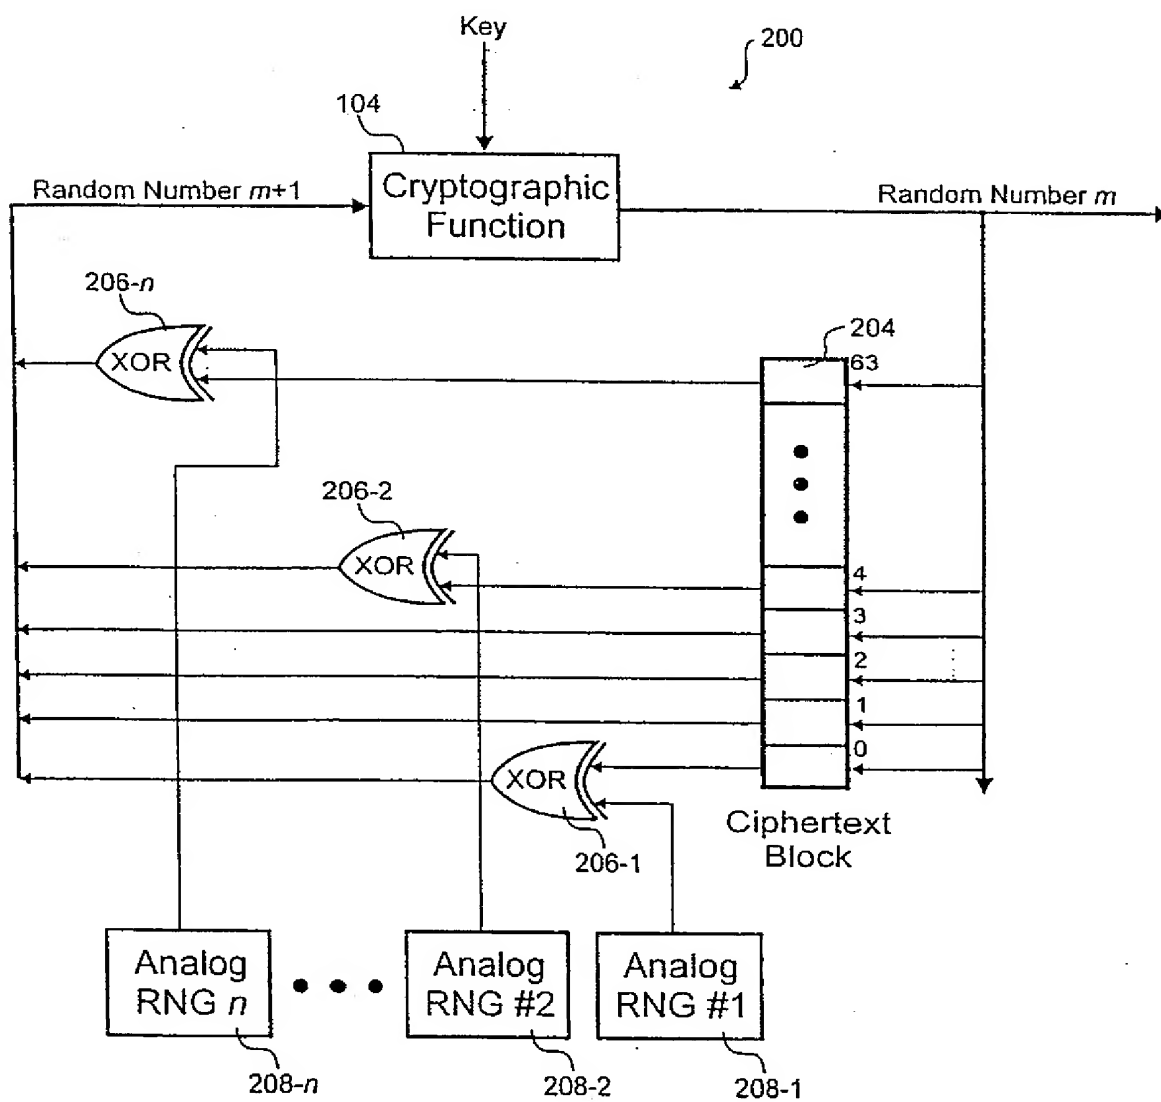 Key
200
104
Random Number m+1
Cryptographic
Function
Random Number m
206-n
XOR
204
63
206-2
XOR
4
3
2
1
0
XOR
206-1
Ciphertext
Block
Analog
RNG n
Analog
RNG #2
Analog
RNG #1
208-n
208-2
208-1